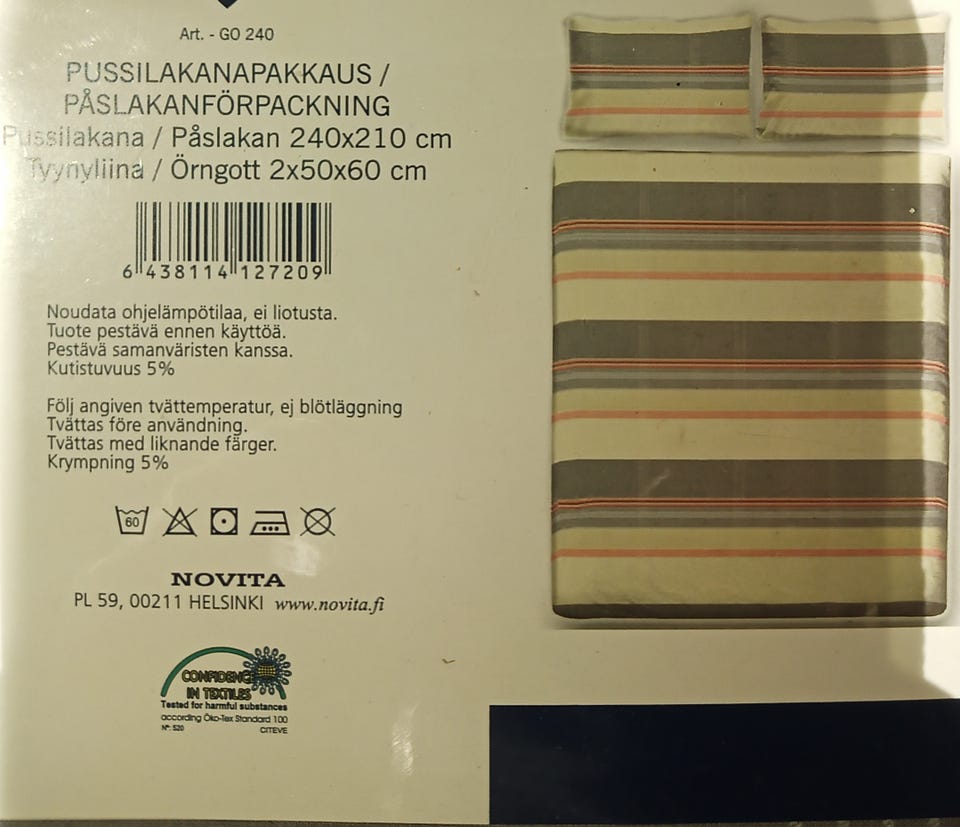 Art. - GO 240
PUSSILAKANAPAKKAUS /
PÅSLAKANFÖRPACKNING
Pussilakana / Påslakan 240x210 cm
Tyynyliina / Örngott 2x50x60 cm
6 438114 127209
Noudata ohjelämpötilaa, ei liotusta.
Tuote pestävä ennen käyttöä.
Pestävä samanväristen kanssa.
Kutistuvuus 5%
Följ angiven tvättemperatur, ej blötläggning
Tvättas före användning.
Tvättas med liknande färger.
Krympning 5%
60
NOVITA
PL 59, 00211 HELSINKI www.novita.fi
CONFIDENCE
IN TEXTILES
Tested for harmful substances
according Öko-Tex Standard 100
Nº: 520 CITEVE